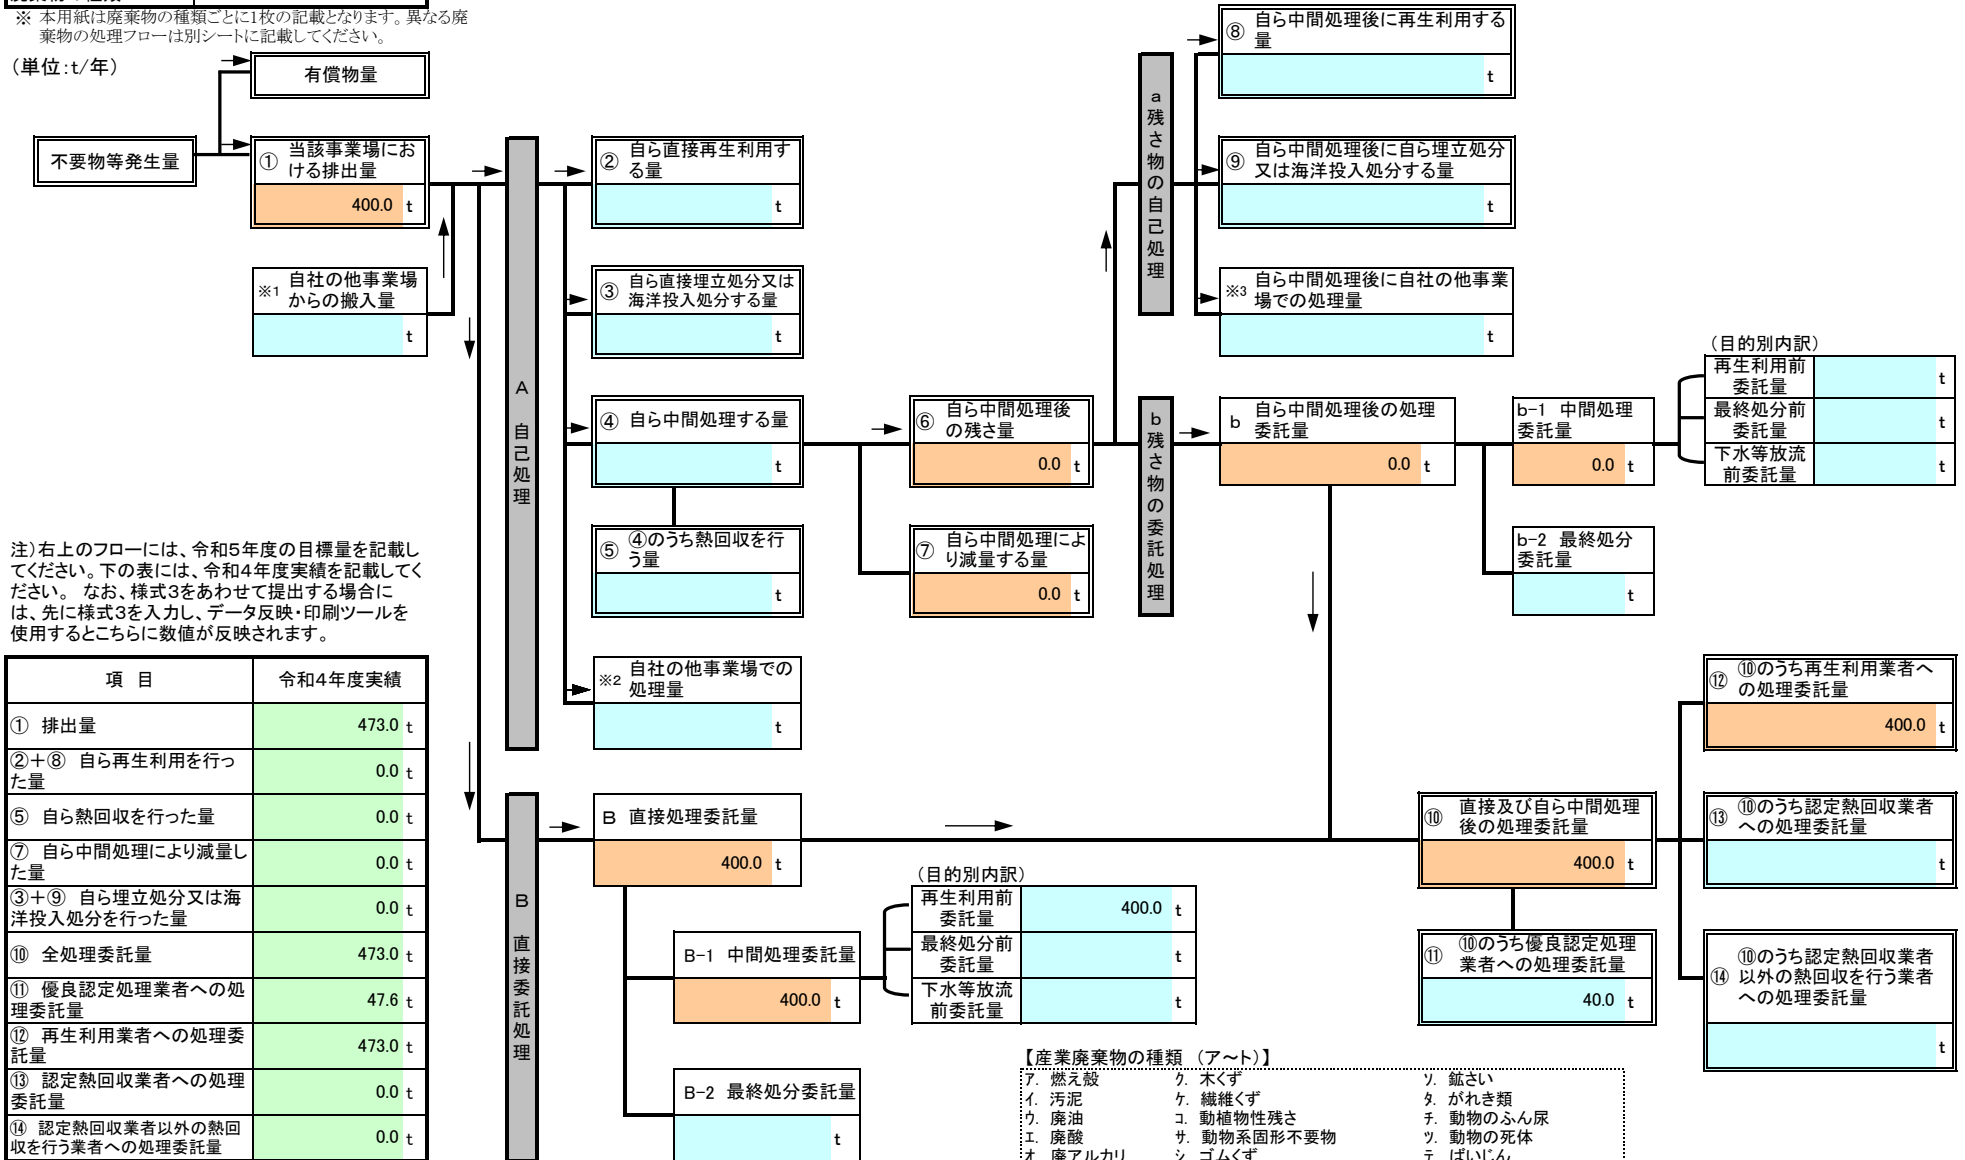 ※ 本用紙は廃棄物の種類ごとに1枚の記載となります。異なる廃
棄物の処理フローは別シートに記載してください。
(単位:t/年)
有償物量
不要物等発生量
① 当該事業場にお
ける排出量
400.0 t
※1 自社の他事業場
からの搬入量
t
A 自己処理
② 自ら直接再生利用す
る量
t
③ 自ら直接埋立処分又は
海洋投入処分する量
t
④ 自ら中間処理する量
t
⑤ ④のうち熱回収を行
う量
t
※2 自社の他事業場での
処理量
t
⑥ 自ら中間処理後
の残さ量
0.0 t
⑦ 自ら中間処理によ
り減量する量
0.0 t
a 残さ物の自己処理
⑧ 自ら中間処理後に再生利用する
量
t
⑨ 自ら中間処理後に自ら埋立処分
又は海洋投入処分する量
t
※3 自ら中間処理後に自社の他事業
場での処理量
t
b 残さ物の委託処理
b 自ら中間処理後の処理
委託量
0.0 t
b-1 中間処理
委託量
0.0 t
(目的別内訳)
再生利用前
委託量
t
最終処分前
委託量
t
下水等放流
前委託量
t
b-2 最終処分
委託量
t
注)右上のフローには、令和5年度の目標量を記載し
てください。下の表には、令和4年度実績を記載してく
ださい。 なお、様式3をあわせて提出する場合に
は、先に様式3を入力し、データ反映・印刷ツールを
使用するとこちらに数値が反映されます。
項 目 令和4年度実績
① 排出量 473.0 t
②+⑧ 自ら再生利用を行っ
た量 0.0 t
⑤ 自ら熱回収を行った量 0.0 t
⑦ 自ら中間処理により減量し
た量 0.0 t
③+⑨ 自ら埋立処分又は海
洋投入処分を行った量 0.0 t
⑩ 全処理委託量 473.0 t
⑪ 優良認定処理業者への処
理委託量 47.6 t
⑫ 再生利用業者への処理委
託量 473.0 t
⑬ 認定熱回収業者への処理
委託量 0.0 t
⑭ 認定熱回収業者以外の熱回
収を行う業者への処理委託量 0.0 t
B 直接委託処理
B 直接処理委託量
400.0 t
B-1 中間処理委託量
400.0 t
(目的別内訳)
再生利用前
委託量
400.0 t
最終処分前
委託量
t
下水等放流
前委託量
t
B-2 最終処分委託量
t
⑩ 直接及び自ら中間処理
後の処理委託量
400.0 t
⑪ ⑩のうち優良認定処理
業者への処理委託量
40.0 t
⑫ ⑩のうち再生利用業者へ
の処理委託量
400.0 t
⑬ ⑩のうち認定熱回収業者
への処理委託量
t
⑭ ⑩のうち認定熱回収業者
以外の熱回収を行う業者
への処理委託量
t
【産業廃棄物の種類 (ア~ト)】
ア. 燃え殻 ク. 木くず ソ. 鉱さい
イ. 汚泥 ケ. 繊維くず タ. がれき類
ウ. 廃油 コ. 動植物性残さ チ. 動物のふん尿
エ. 廃酸 サ. 動物系固形不要物 ツ. 動物の死体
オ. 廃アルカリ シ. ゴムくず テ. ばいじん